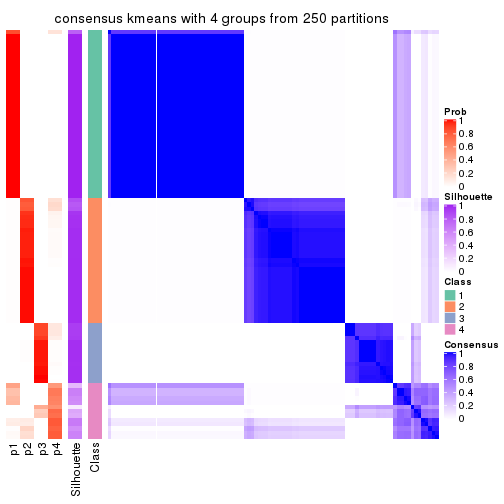 consensus kmeans with 4 groups from 250 partitions
Prob
1
0.8
0.6
0.4
0.2
0
Silhouette
1
0.8
0.6
0.4
0.2
0
Class
1
2
3
4
Consensus
1
0.8
0.6
0.4
0.2
0
p1
p2
p3
p4
Silhouette
Class